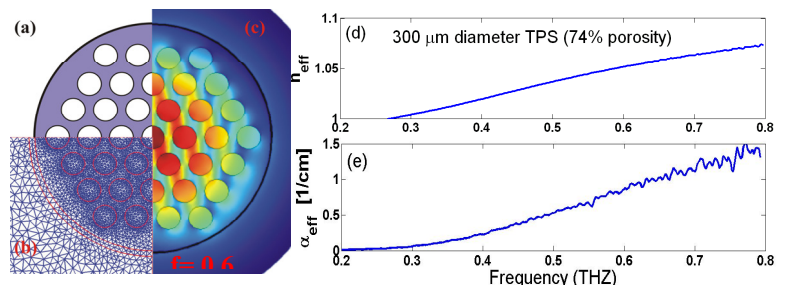 (a)
(c)
(b)
f= 0.6
(d)
300 μm diameter TPS (74% porosity)
n_eff
1.1
1.05
1
0.2 0.3 0.4 0.5 0.6 0.7 0.8
(e)
α_eff [1/cm]
1.5
1
0.5
0
0.2 0.3 0.4 0.5 0.6 0.7 0.8
Frequency (THZ)